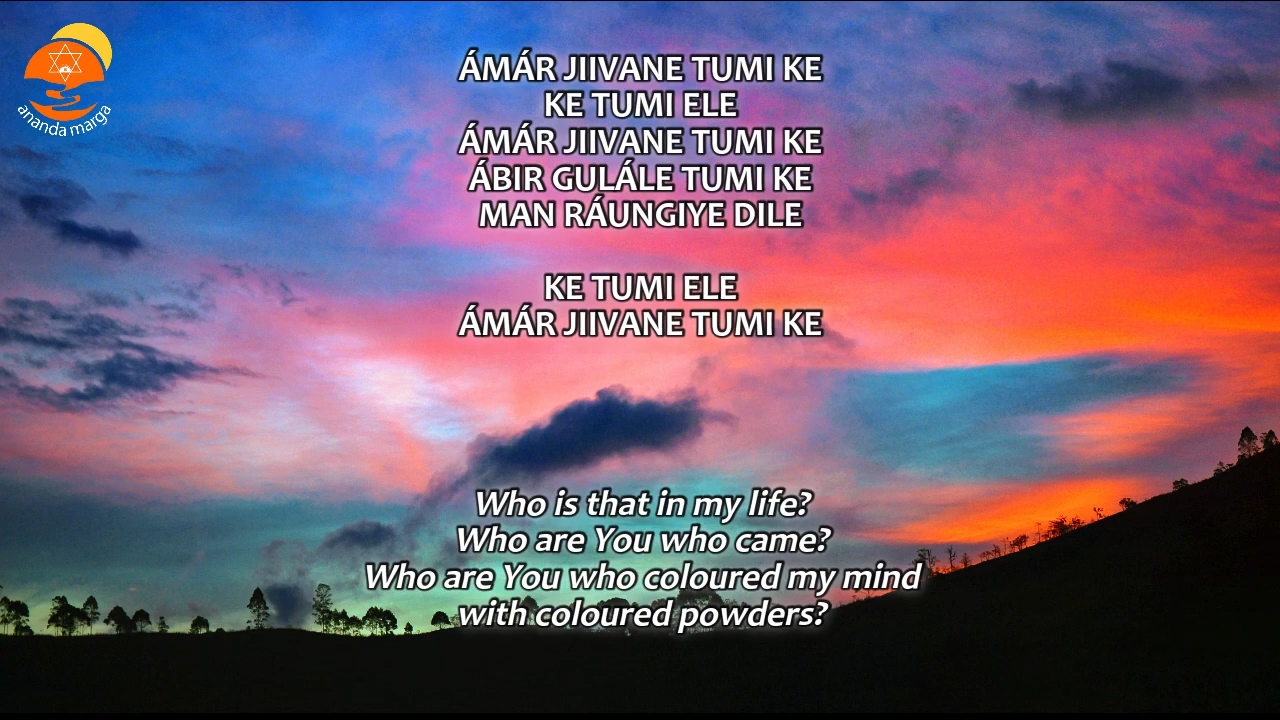 ananda marga
ÁMÁR JIIVANE TUMI KE
KE TUMI ELE
ÁMÁR JIIVANE TUMI KE
ÁBIR GULÁLE TUMI KE
MAN RÁUNGIYE DILE
KE TUMI ELE
ÁMÁR JIIVANE TUMI KE
Who is that in my life?
Who are You who came?
Who are You who coloured my mind
with coloured powders?